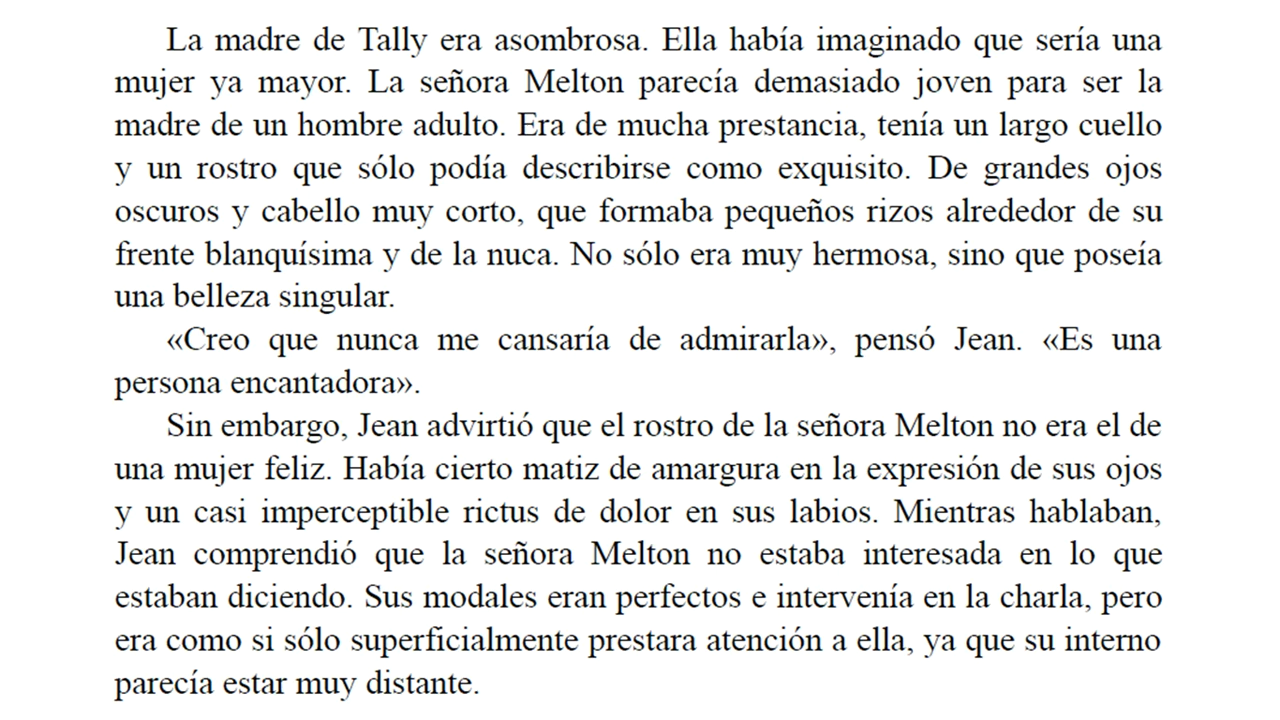 La madre de Tally era asombrosa. Ella había imaginado que sería una
mujer ya mayor. La señora Melton parecía demasiado joven para ser la
madre de un hombre adulto. Era de mucha prestancia, tenía un largo cuello
y un rostro que sólo podía describirse como exquisito. De grandes ojos
oscuros y cabello muy corto, que formaba pequeños rizos alrededor de su
frente blanquísima y de la nuca. No sólo era muy hermosa, sino que poseía
una belleza singular.
«Creo que nunca me cansaría de admirarla», pensó Jean. «Es una
persona encantadora».
Sin embargo, Jean advirtió que el rostro de la señora Melton no era el de
una mujer feliz. Había cierto matiz de amargura en la expresión de sus ojos
y un casi imperceptible rictus de dolor en sus labios. Mientras hablaban,
Jean comprendió que la señora Melton no estaba interesada en lo que
estaban diciendo. Sus modales eran perfectos e intervenía en la charla, pero
era como si sólo superficialmente prestara atención a ella, ya que su interno
parecía estar muy distante.